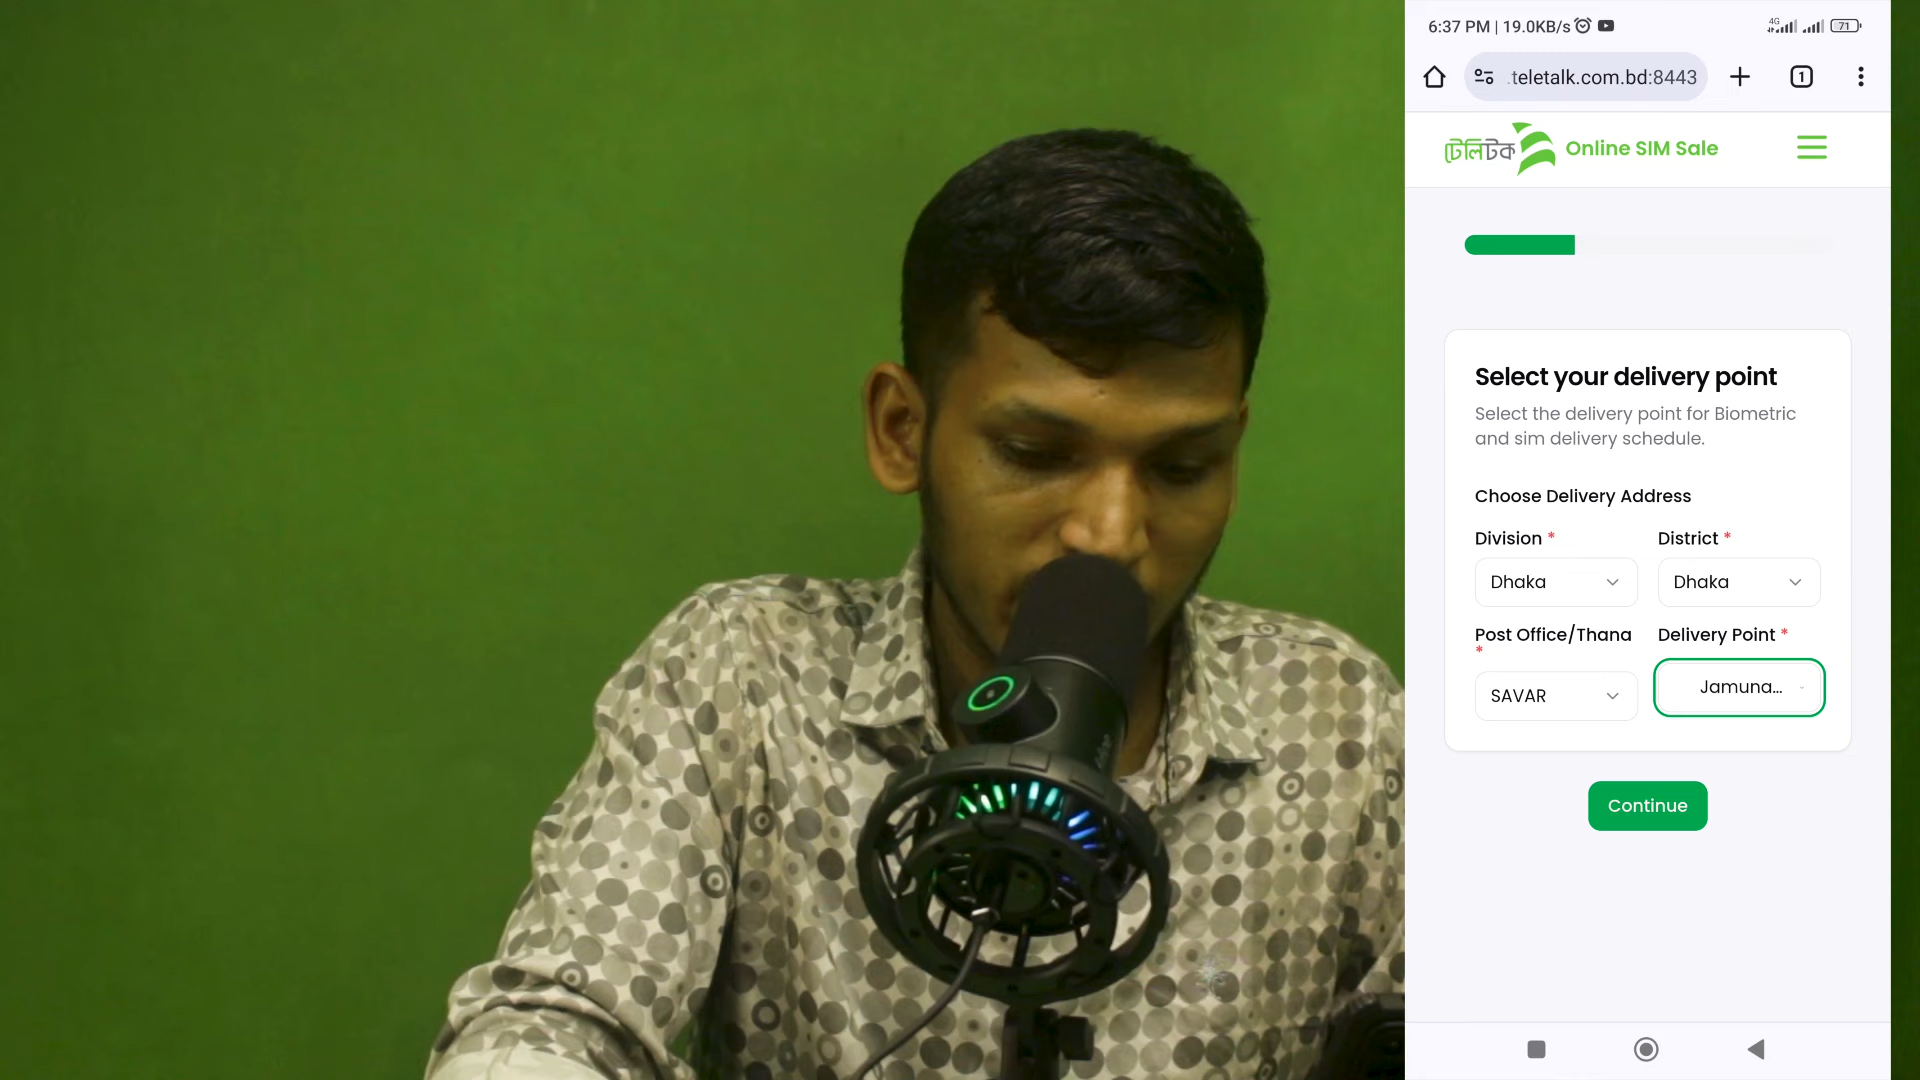 6:37 PM | 19.0KB/s
4G
71
.teletalk.com.bd:8443
1
টেলিটক
Online SIM Sale
Select your delivery point
Select the delivery point for Biometric
and sim delivery schedule.
Choose Delivery Address
Division *
District *
Dhaka
Dhaka
Post Office/Thana
*
Delivery Point *
SAVAR
Jamuna...
Continue